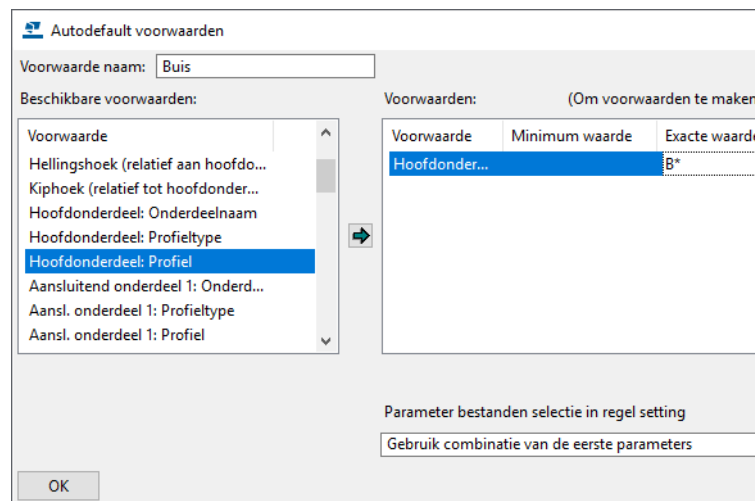 Autodefault voorwaarden
Voorwaarde naam: Buis
Beschikbare voorwaarden:
Voorwaarde
Hellingshoek (relatief aan hoofdo...
Kiphoek (relatief tot hoofdonder...
Hoofdonderdeel: Onderdeelnaam
Hoofdonderdeel: Profieltype
Hoofdonderdeel: Profiel
Aansluitend onderdeel 1: Onderd...
Aansl. onderdeel 1: Profieltype
Aansl. onderdeel 1: Profiel
Voorwaarden: (Om voorwaarden te maken
Voorwaarde Minimum waarde Exacte waarde
Hoofdonder... B*
Parameter bestanden selectie in regel setting
Gebruik combinatie van de eerste parameters
OK